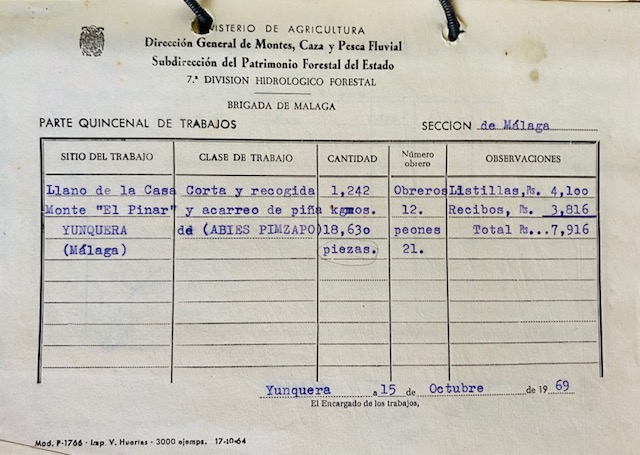 MINISTERIO DE AGRICULTURA
Dirección General de Montes, Caza y Pesca Fluvial
Subdirección del Patrimonio Forestal del Estado
7.ª DIVISION HIDROLOGICO FORESTAL
BRIGADA DE MALAGA
PARTE QUINCENAL DE TRABAJOS SECCION de Málaga
SITIO DEL TRABAJO CLASE DE TRABAJO CANTIDAD Número obrero OBSERVACIONES
Llano de la Casa Corta y recogida 1,242 Obreros Listillas, Ps. 4,100
Monte "El Pinar" y acarreo de piña kgmos. 12. Recibos, Ps. 3,816
YUNQUERA de (ABIES PIMZAPO) 18,630 peones Total Ps...7,916
(Málaga) piezas. 21.
Yunquera a 15 de Octubre de 1969
El Encargado de los trabajos,
Mod. P-1766 - Imp. V. Huertas - 3000 ejemps. 17-10-64